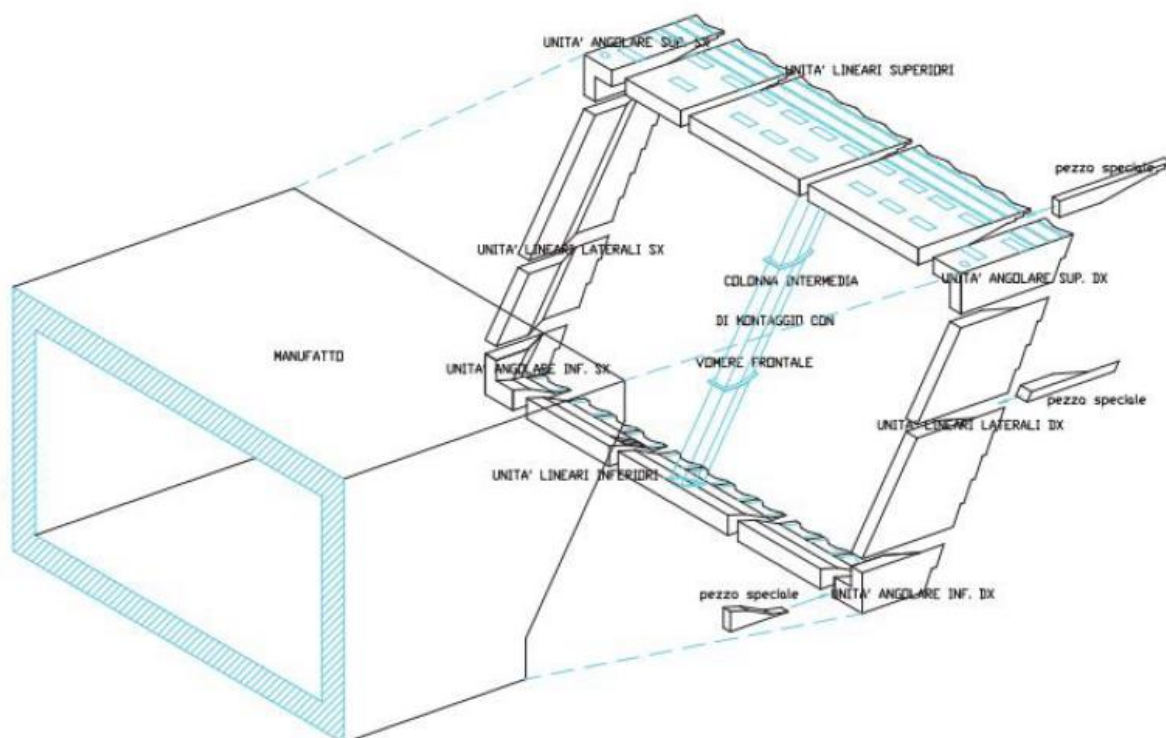 UNITA' ANGOLARE SUP. SX
UNITA' LINEARI SUPERIORI
pezzo speciale
UNITA' LINEARI LATERALI SX
COLONNA INTERMEDIA
UNITA' ANGOLARE SUP. DX
DI MONTAGGIO CON
MANUFATTO
VOMERE FRONTALE
UNITA' ANGOLARE INF. SX
pezzo speciale
UNITA' LINEARI LATERALI DX
UNITA' LINEARI INFERIORI
pezzo speciale
UNITA' ANGOLARE INF. DX